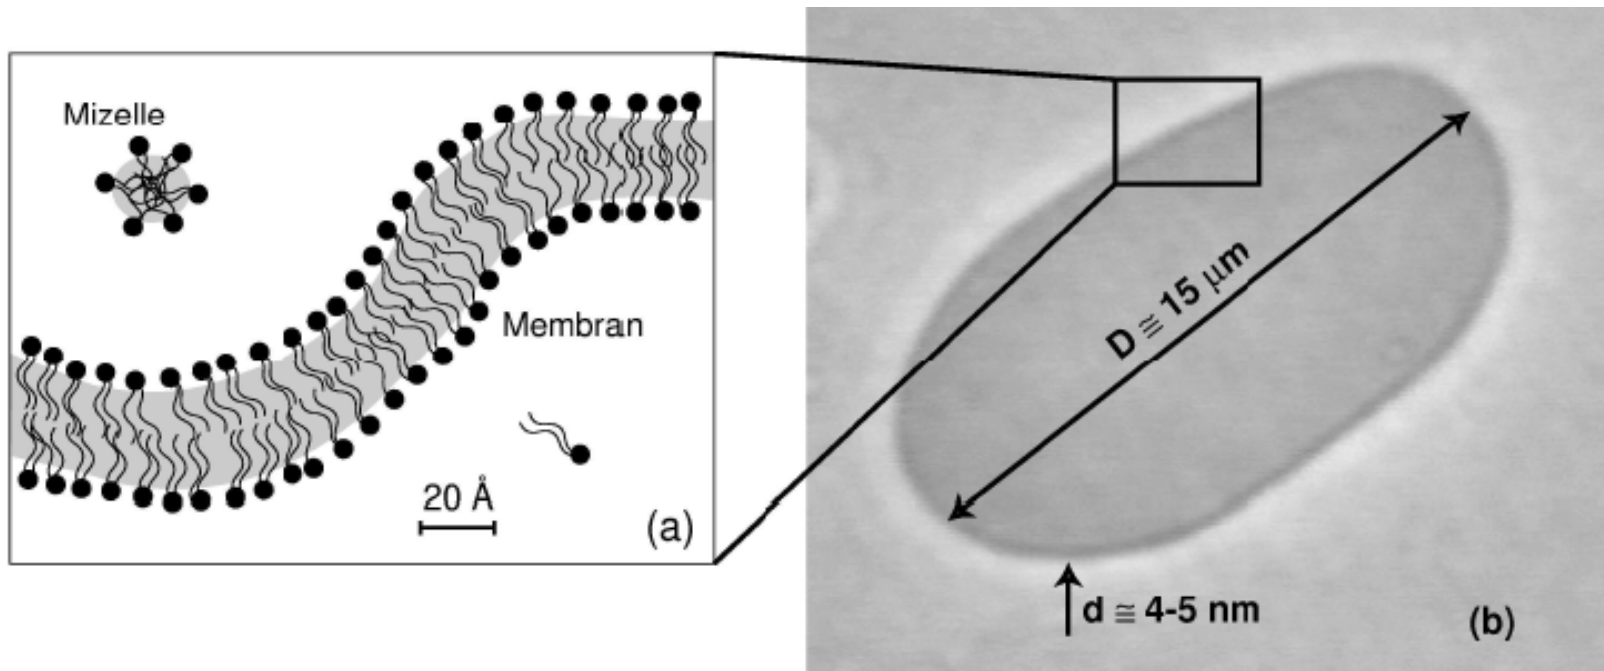 Mizelle
Membran
20 Å
(a)
D ≅ 15 μm
d ≅ 4-5 nm
(b)